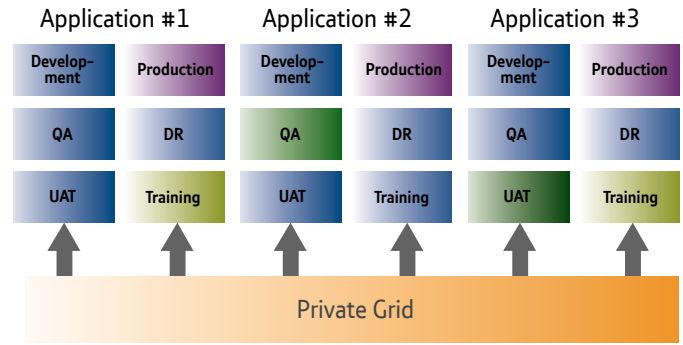 Application #1 Application #2 Application #3
Develop-
ment Production Develop-
ment Production Develop-
ment Production
QA DR QA DR QA DR
UAT Training UAT Training UAT Training
Private Grid